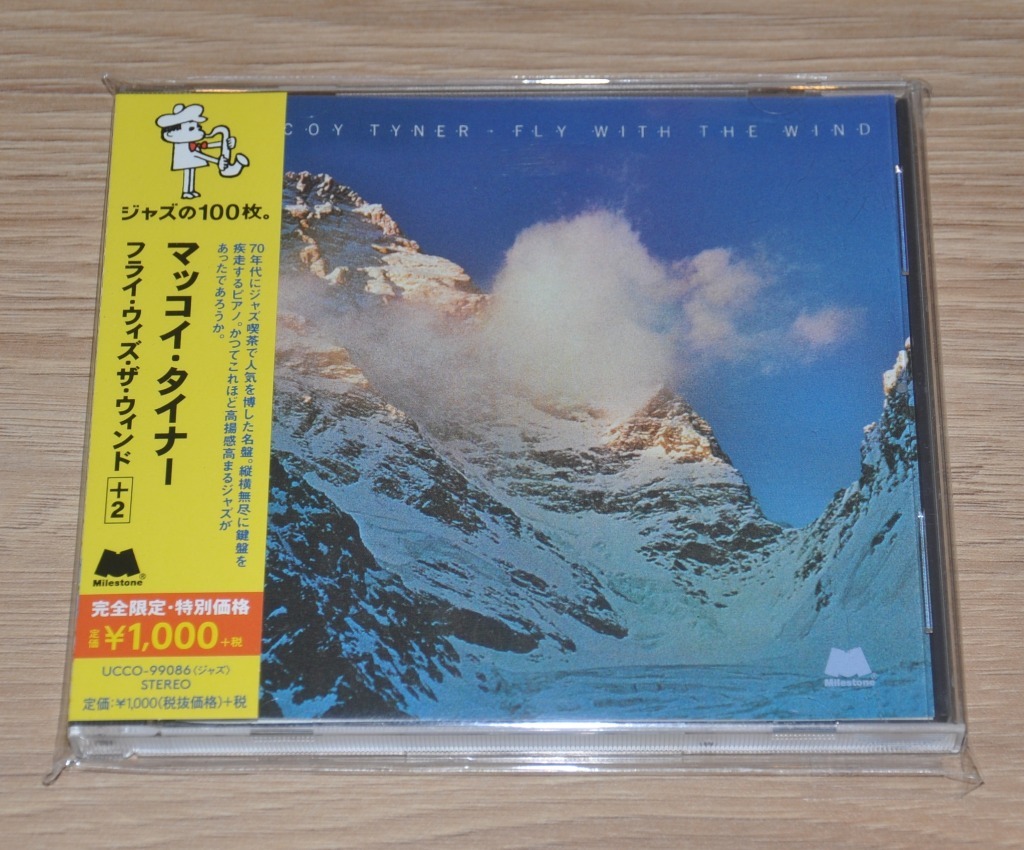 ジャズの100枚。
70年代にジャズ喫茶で人気を博した名盤。縦横無尽に鍵盤を
疾走するピアノ。かつてこれほど高揚感高まるジャズが
あったであろうか。
マッコイ・タイナー
フライ・ウィズ・ザ・ウィンド +2
Milestone®
完全限定・特別価格
定価 ¥1,000 +税
UCCO-99086(ジャズ)
STEREO
定価:¥1,000(税抜価格)+税
COY TYNER · FLY WITH THE WIND
Milestone